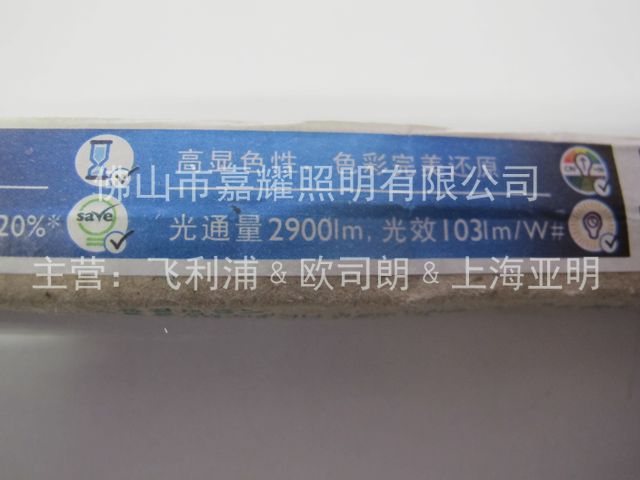 高显色性 色彩完美还原
佛山市嘉耀照明有限公司
20%* save 光通量2900lm, 光效103lm/W#
主营：飞利浦&欧司朗&上海亚明